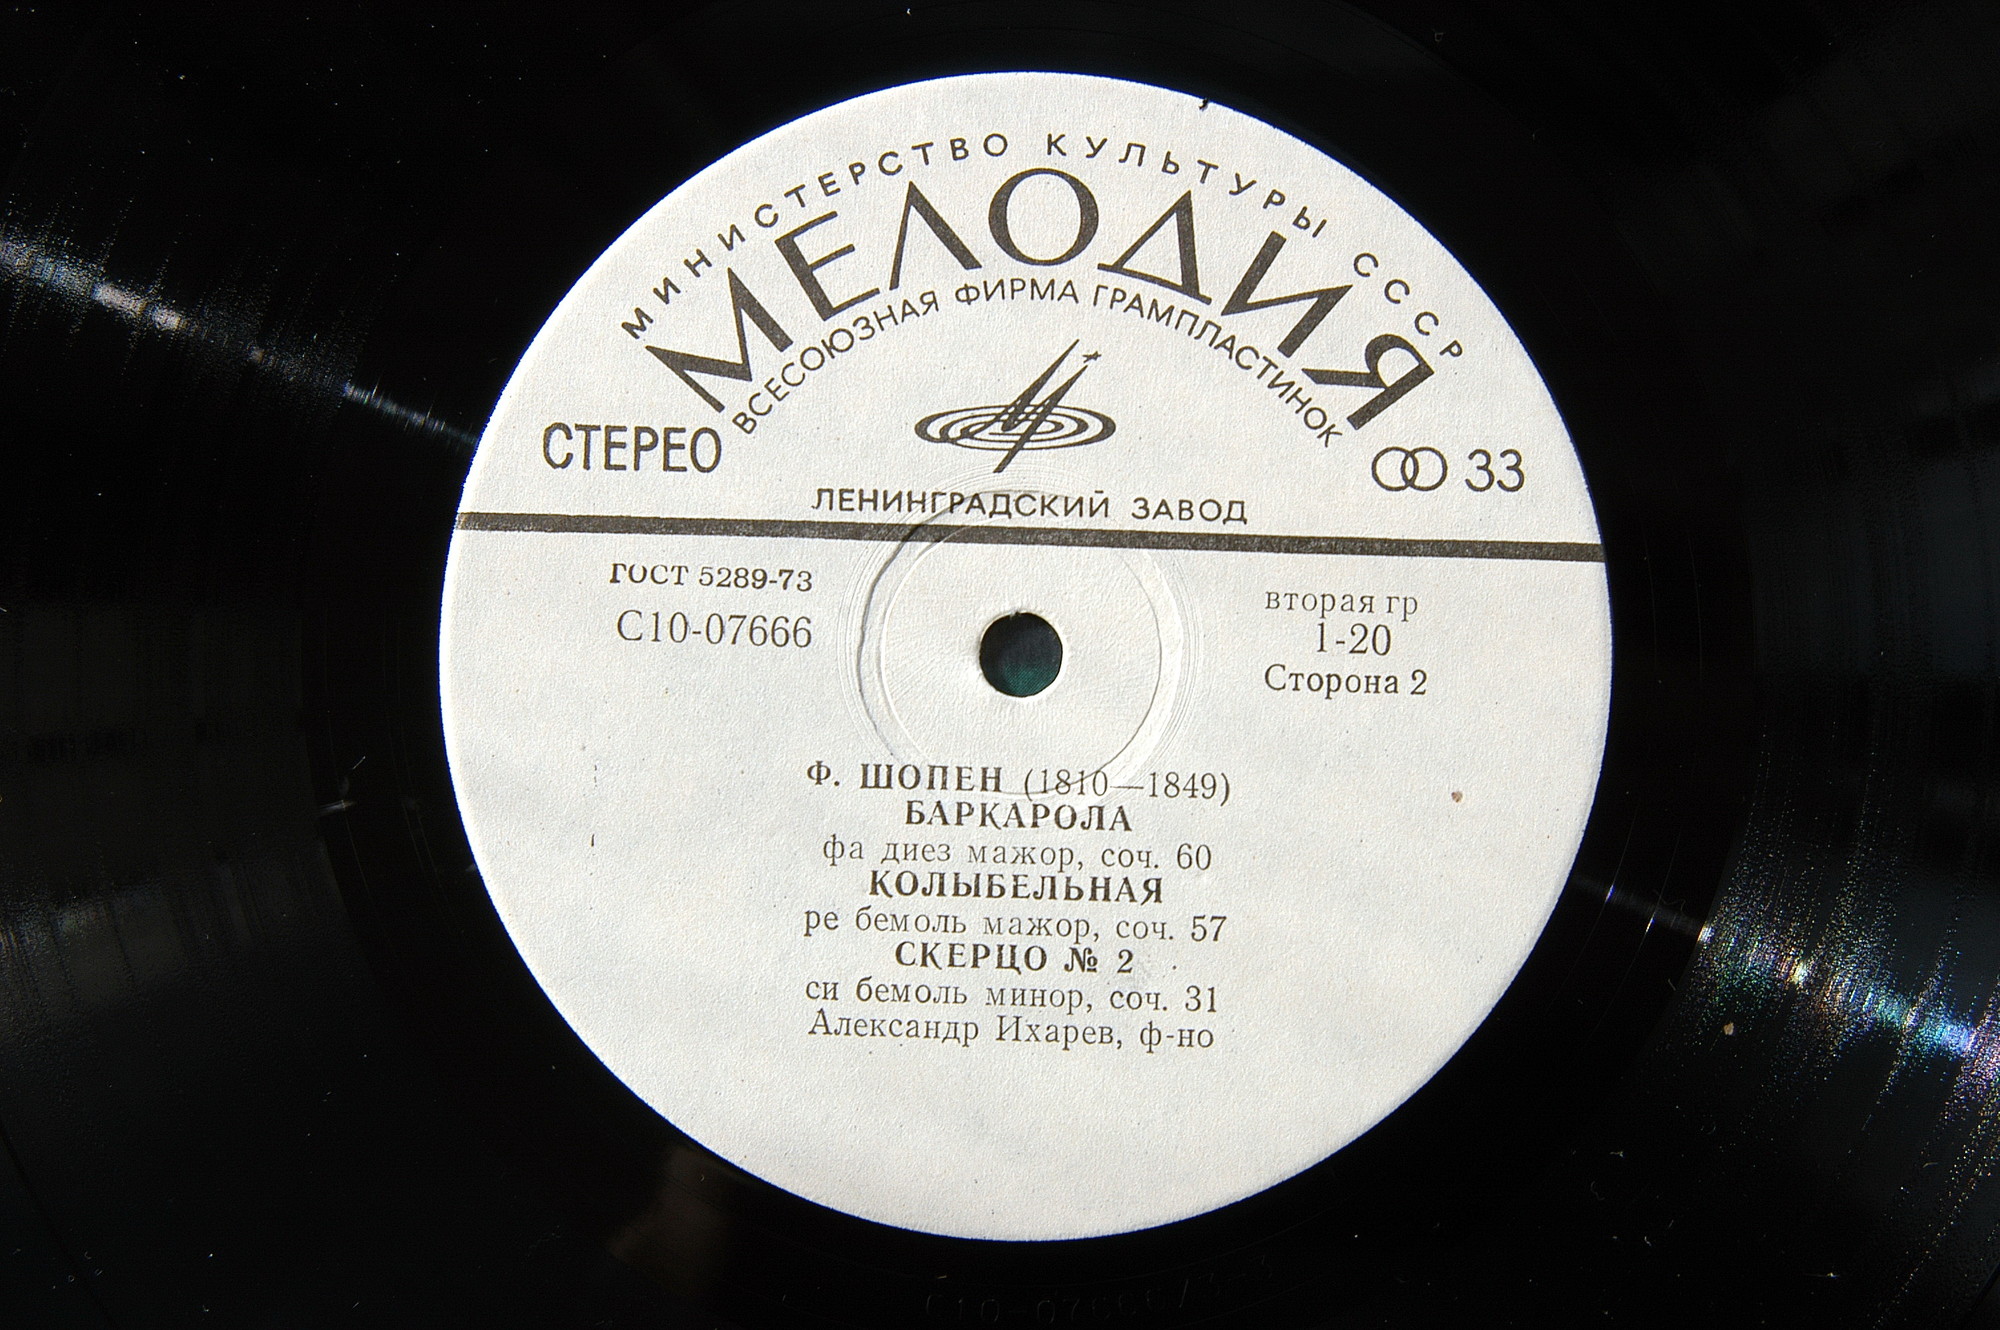 МИНИСТЕРСТВО КУЛЬТУРЫ СССР
МЕЛОДИЯ
ВСЕСОЮЗНАЯ ФИРМА ГРАМПЛАСТИНОК
СТЕРЕО
33
ЛЕНИНГРАДСКИЙ ЗАВОД
ГОСТ 5289-73
С10-07666
вторая гр
1-20
Сторона 2
Ф. ШОПЕН (1810—1849)
БАРКАРОЛА
фа диез мажор, соч. 60
КОЛЫБЕЛЬНАЯ
ре бемоль мажор, соч. 57
СКЕРЦО № 2
си бемоль минор, соч. 31
Александр Ихарев, ф-но